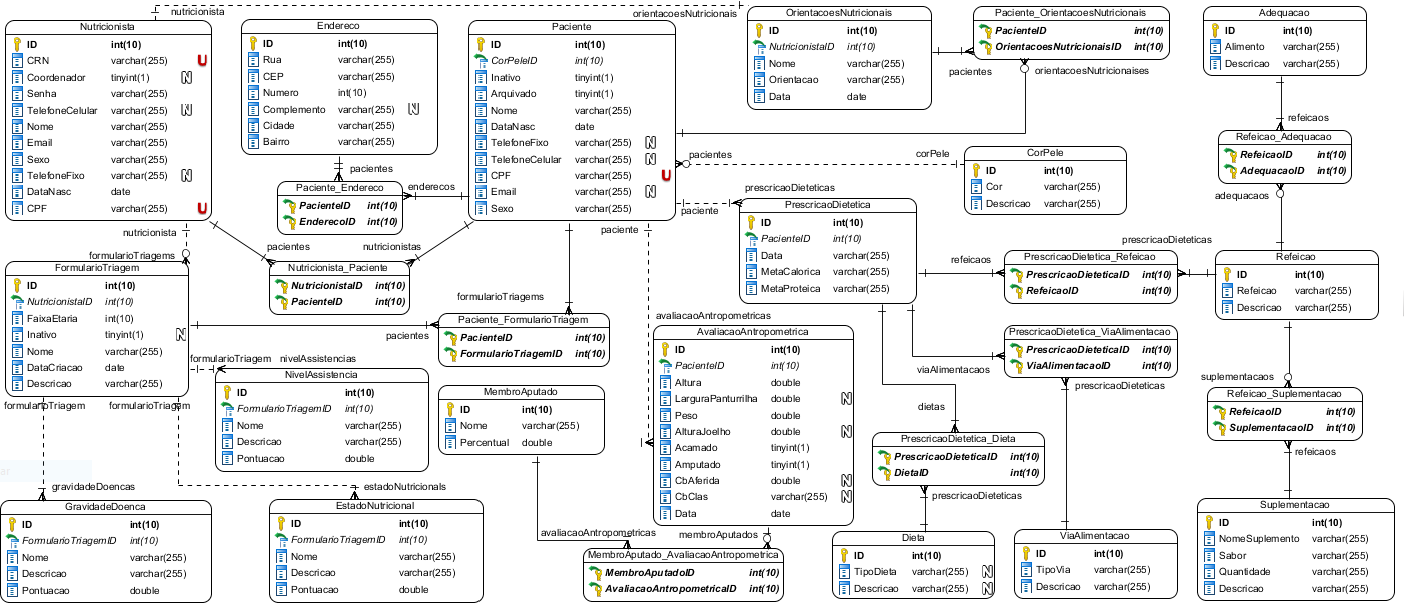 nutricionista
Nutricionista
ID int(10)
CRN varchar(255) U
Coordenador tinyint(1) N
Senha varchar(255)
TelefoneCelular varchar(255) N
Nome varchar(255)
Email varchar(255)
Sexo varchar(255)
TelefoneFixo varchar(255) N
DataNasc date
CPF varchar(255) U
Endereco
ID int(10)
Rua varchar(255)
CEP varchar(255)
Numero int(10)
Complemento varchar(255) N
Cidade varchar(255)
Bairro varchar(255)
pacientes
Paciente_Endereco
PacienteID int(10)
EnderecoID int(10)
enderecos
Paciente
ID int(10)
CorPeleID int(10)
Inativo tinyint(1)
Arquivado tinyint(1)
Nome varchar(255)
DataNasc date
TelefoneFixo varchar(255) N
TelefoneCelular varchar(255) N
CPF varchar(255) U
Email varchar(255) N
Sexo varchar(255)
orientacoesNutricionais
OrientacoesNutricionais
ID int(10)
NutricionistaID int(10)
Nome varchar(255)
Orientacao varchar(255)
Data date
pacientes
Paciente_OrientacoesNutricionais
PacienteID int(10)
OrientacoesNutricionaisID int(10)
orientacoesNutricionaises
Adequacao
ID int(10)
Alimento varchar(255)
Descricao varchar(255)
refeicaos
Refeicao_Adequacao
RefeicaoID int(10)
AdequacaoID int(10)
adequacaos
pacientes
corPele
CorPele
ID int(10)
Cor varchar(255)
Descricao varchar(255)
prescricaoDieteticas
paciente
PrescricaoDietetica
ID int(10)
PacienteID int(10)
Data varchar(255)
MetaCalorica varchar(255)
MetaProteica varchar(255)
nutricionista
formularioTriagems
pacientes
nutricionistas
Nutricionista_Paciente
NutricionistaID int(10)
PacienteID int(10)
paciente
refeicaos
PrescricaoDietetica_Refeicao
PrescricaoDieteticaID int(10)
RefeicaoID int(10)
prescricaoDieteticas
Refeicao
ID int(10)
Refeicao varchar(255)
Descricao varchar(255)
FormularioTriagem
ID int(10)
NutricionistaID int(10)
FaixaEtaria int(10)
Inativo tinyint(1) N
Nome varchar(255)
DataCriacao date
Descricao varchar(255)
formularioTriagems
pacientes
Paciente_FormularioTriagem
PacienteID int(10)
FormularioTriagemID int(10)
avaliacaoAntropometricas
AvaliacaoAntropometrica
ID int(10)
PacienteID int(10)
Altura double
LarguraPanturrilha double N
Peso double
AlturaJoelho double N
Acamado tinyint(1)
Amputado tinyint(1)
CbAferida double N
CbClas varchar(255) N
Data date
viaAlimentacaos
PrescricaoDietetica_ViaAlimentacao
PrescricaoDieteticaID int(10)
ViaAlimentacaoID int(10)
prescricaoDieteticas
suplementacaos
Refeicao_Suplementacao
RefeicaoID int(10)
SuplementacaoID int(10)
refeicaos
formularioTriagem
nivelAssistencias
NivelAssistencia
ID int(10)
FormularioTriagemID int(10)
Nome varchar(255)
Descricao varchar(255)
Pontuacao double
MembroAputado
ID int(10)
Nome varchar(255)
Percentual double
dietas
PrescricaoDietetica_Dieta
PrescricaoDieteticaID int(10)
DietaID int(10)
prescricaoDieteticas
formularioTriagem
formularioTriagem
gravidadeDoencas
GravidadeDoenca
ID int(10)
FormularioTriagemID int(10)
Nome varchar(255)
Descricao varchar(255)
Pontuacao double
estadoNutricionals
EstadoNutricional
ID int(10)
FormularioTriagemID int(10)
Nome varchar(255)
Descricao varchar(255)
Pontuacao double
avaliacaoAntropometricas
membroAputados
MembroAputado_AvaliacaoAntropometrica
MembroAputadoID int(10)
AvaliacaoAntropometricaID int(10)
Dieta
ID int(10)
TipoDieta varchar(255) N
Descricao varchar(255) N
ViaAlimentacao
ID int(10)
TipoVia varchar(255)
Descricao varchar(255)
Suplementacao
ID int(10)
NomeSuplemento varchar(255)
Sabor varchar(255)
Quantidade varchar(255)
Descricao varchar(255)